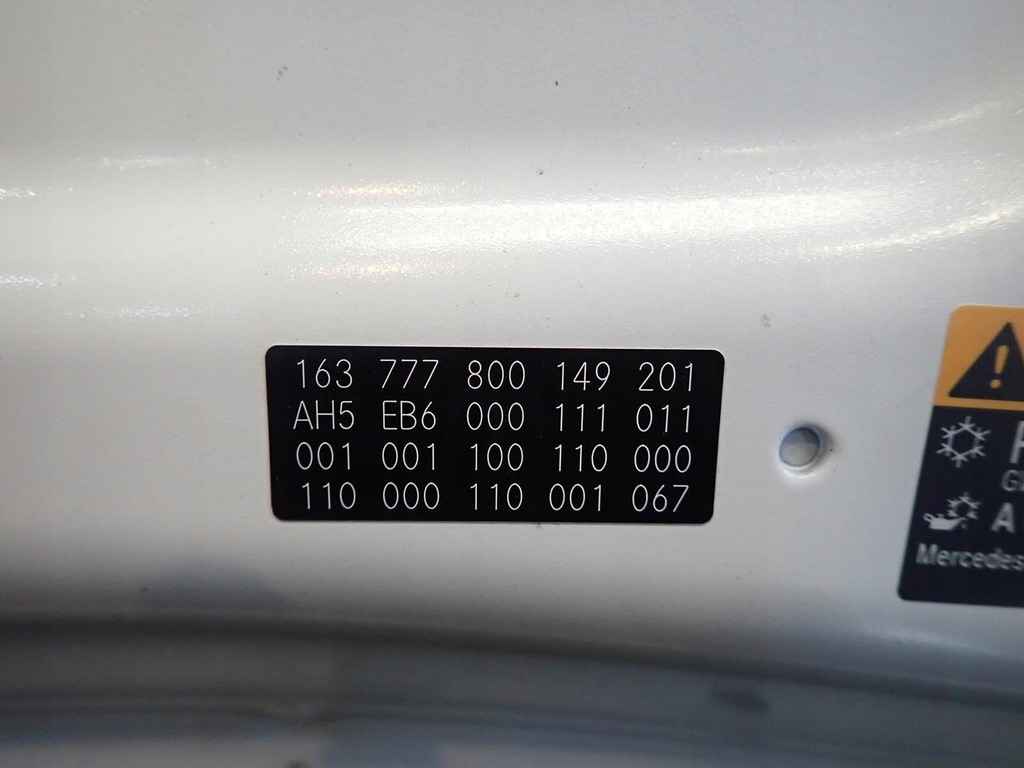 163 777 800 149 201
AH5 EB6 000 111 011
001 001 100 110 000
110 000 110 001 067
A
Mercedes